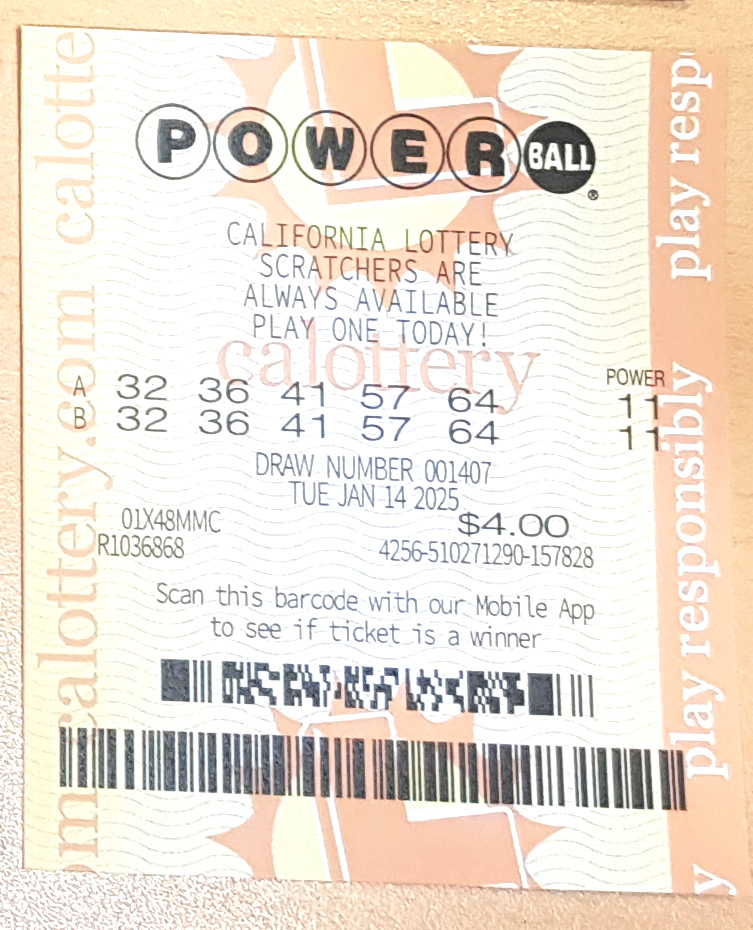 POWERBALL®
CALIFORNIA LOTTERY
SCRATCHERS ARE
ALWAYS AVAILABLE
PLAY ONE TODAY!
calottery
POWER
A 32 36 41 57 64 11
B 32 36 41 57 64 11
DRAW NUMBER 001407
TUE JAN 14 2025
01X48MMC $4.00
R1036868 4256-510271290-157828
Scan this barcode with our Mobile App
to see if ticket is a winner
om calottery.com calotte
play responsibly play resp
y